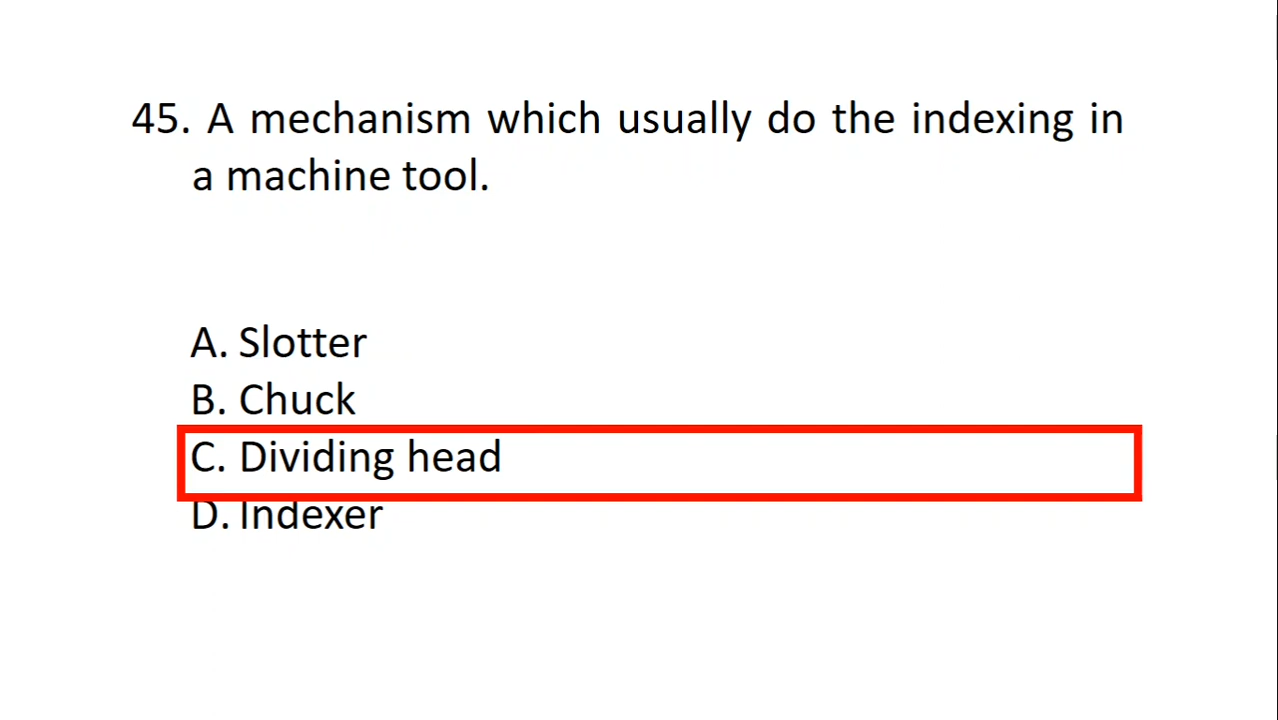 45. A mechanism which usually do the indexing in
a machine tool.
A. Slotter
B. Chuck
C. Dividing head
D. Indexer